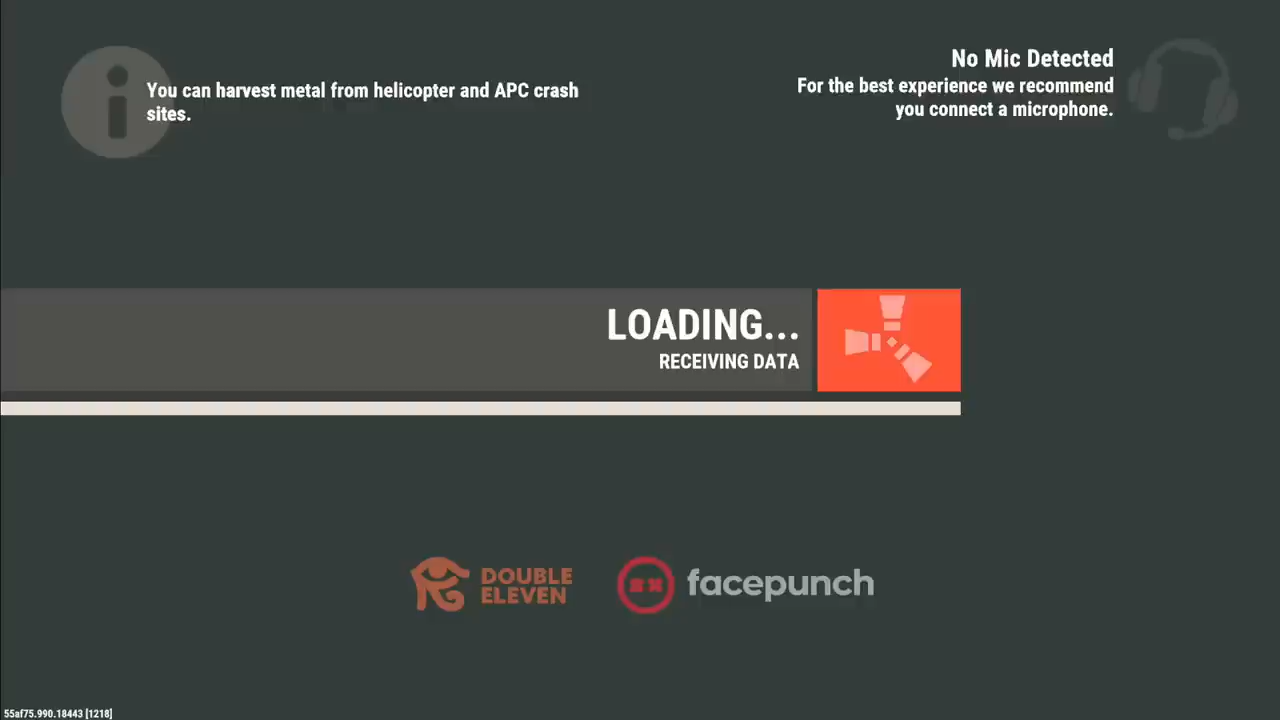 You can harvest metal from helicopter and APC crash
sites.
No Mic Detected
For the best experience we recommend
you connect a microphone.
LOADING...
RECEIVING DATA
DOUBLE
ELEVEN
facepunch
55af75.990.18443 [1218]